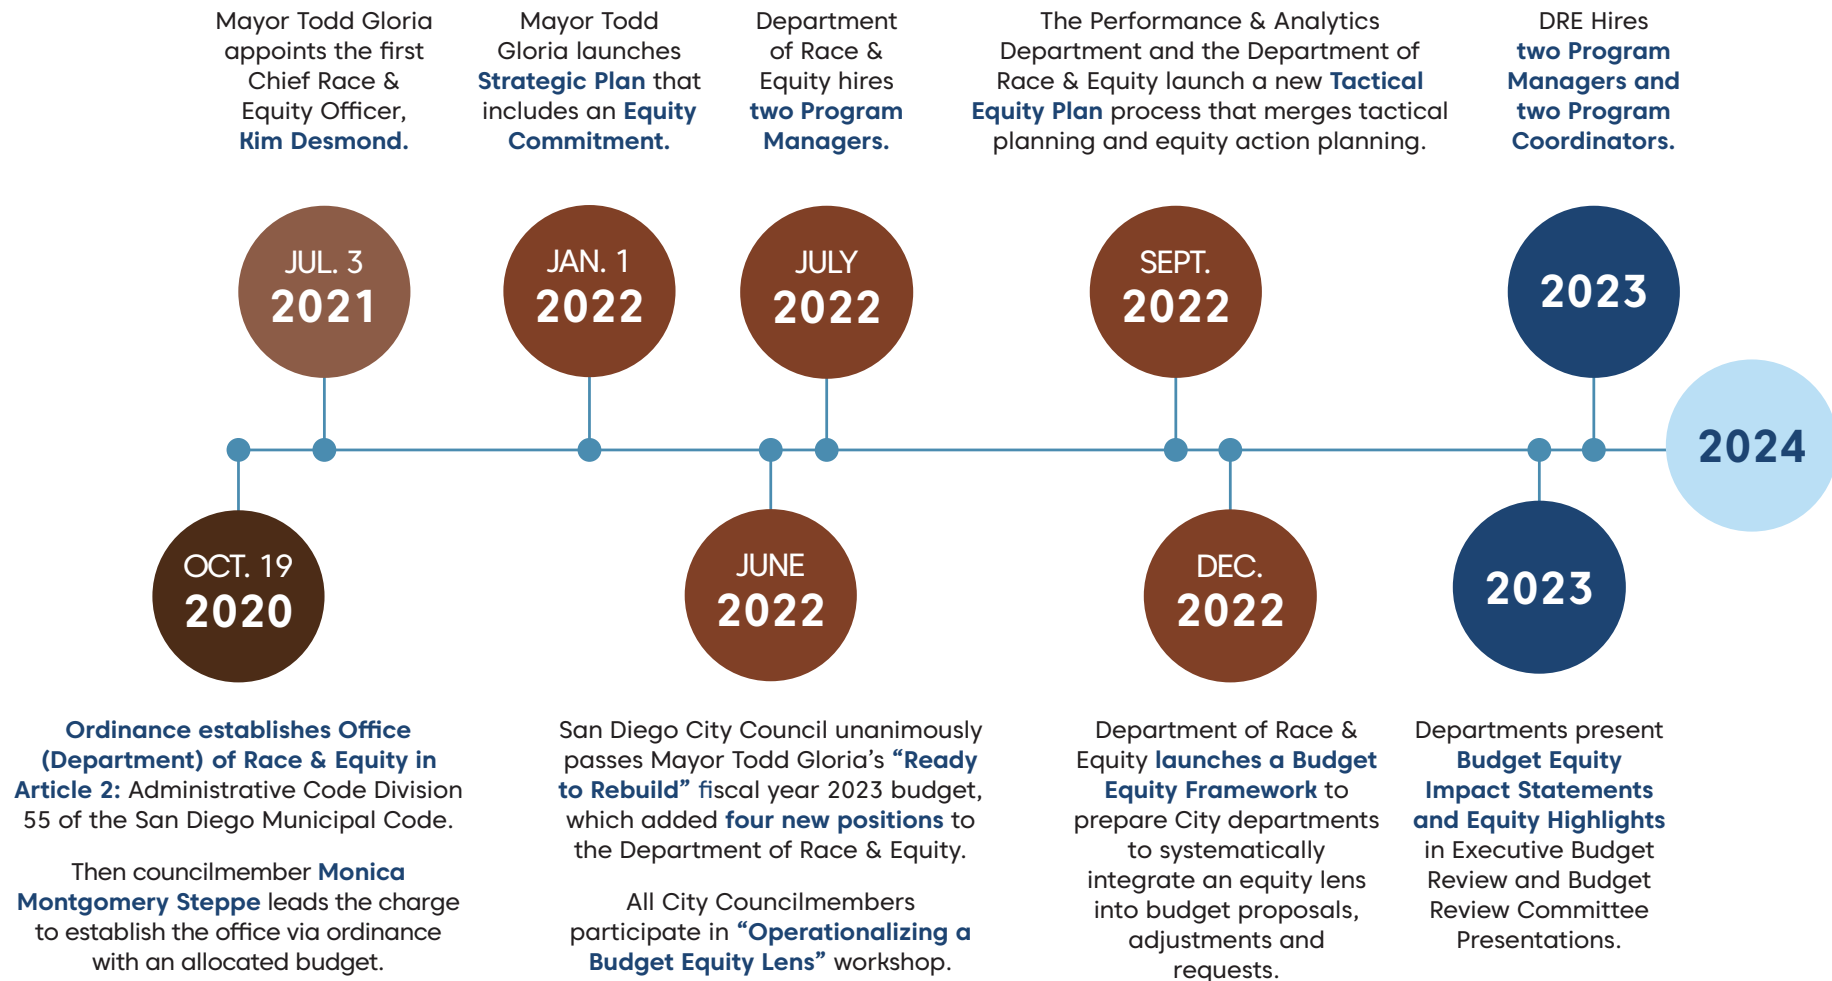 Mayor Todd Gloria
appoints the first
Chief Race &
Equity Officer,
Kim Desmond.
Mayor Todd
Gloria launches
Strategic Plan that
includes an Equity
Commitment.
Department
of Race &
Equity hires
two Program
Managers.
The Performance & Analytics
Department and the Department of
Race & Equity launch a new Tactical
Equity Plan process that merges tactical
planning and equity action planning.
DRE Hires
two Program
Managers and
two Program
Coordinators.
JUL. 3
2021
JAN. 1
2022
JULY
2022
SEPT.
2022
2023
2024
OCT. 19
2020
JUNE
2022
DEC.
2022
2023
Ordinance establishes Office
(Department) of Race & Equity in
Article 2: Administrative Code Division
55 of the San Diego Municipal Code.
Then councilmember Monica
Montgomery Steppe leads the charge
to establish the office via ordinance
with an allocated budget.
San Diego City Council unanimously
passes Mayor Todd Gloria’s “Ready
to Rebuild” fiscal year 2023 budget,
which added four new positions to
the Department of Race & Equity.
All City Councilmembers
participate in “Operationalizing a
Budget Equity Lens” workshop.
Department of Race &
Equity launches a Budget
Equity Framework to
prepare City departments
to systematically
integrate an equity lens
into budget proposals,
adjustments and
requests.
Departments present
Budget Equity
Impact Statements
and Equity Highlights
in Executive Budget
Review and Budget
Review Committee
Presentations.